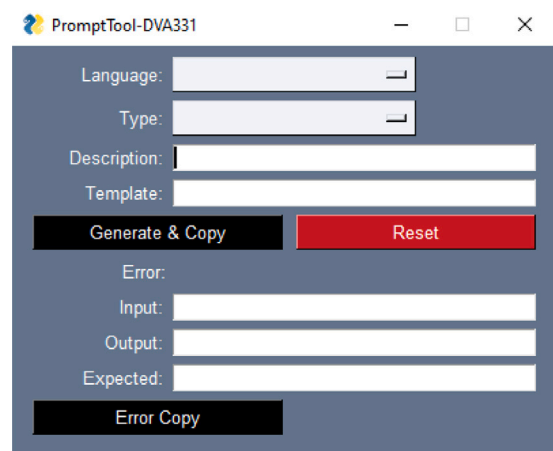 PromptTool-DVA331
Language:
Type:
Description:
Template:
Generate & Copy Reset
Error:
Input:
Output:
Expected:
Error Copy